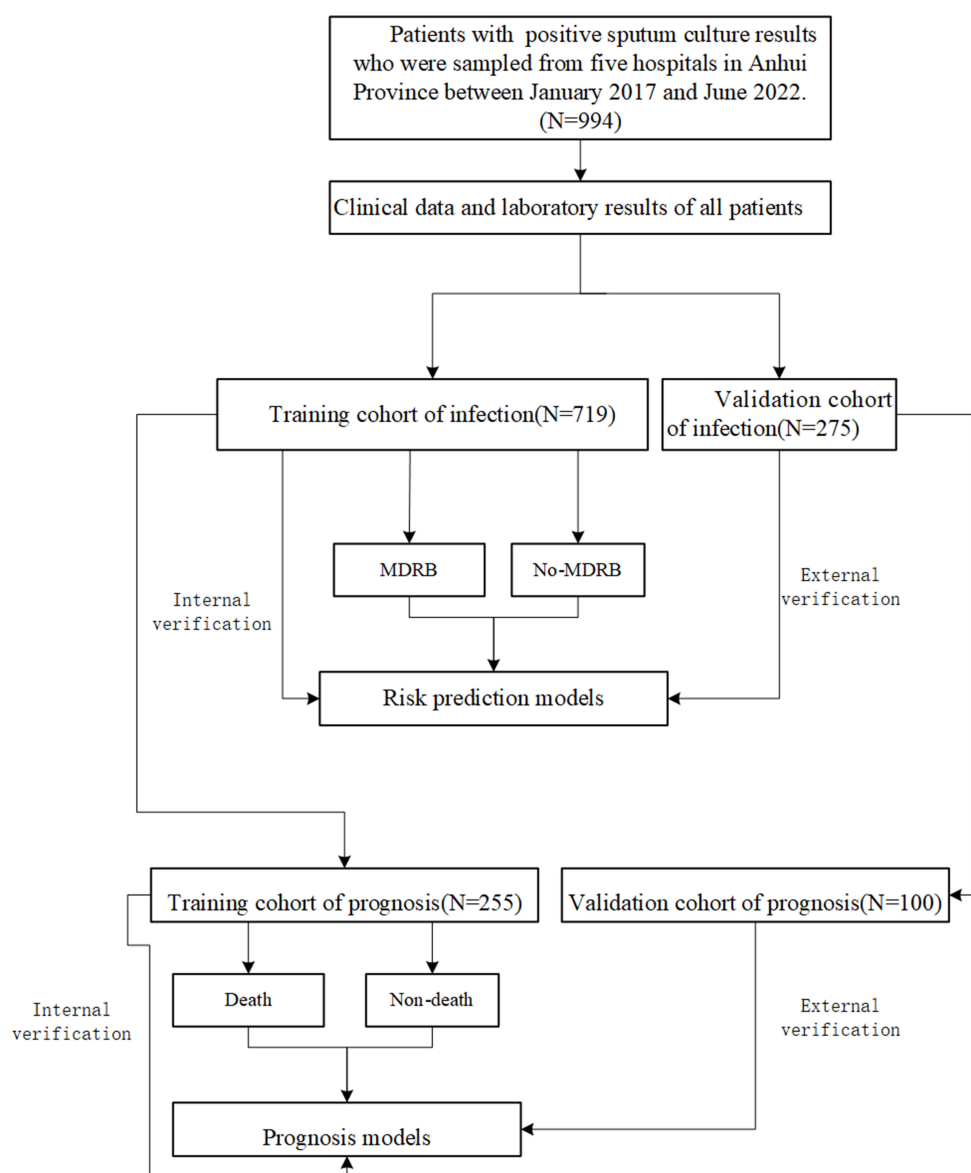 Patients with positive sputum culture results
who were sampled from five hospitals in Anhui
Province between January 2017 and June 2022.
(N=994)
Clinical data and laboratory results of all patients
Training cohort of infection(N=719)
Validation cohort
of infection(N=275)
MDRB
No-MDRB
Internal
verification
External
verification
Risk prediction models
Training cohort of prognosis(N=255)
Validation cohort of prognosis(N=100)
Death
Non-death
Internal
verification
External
verification
Prognosis models